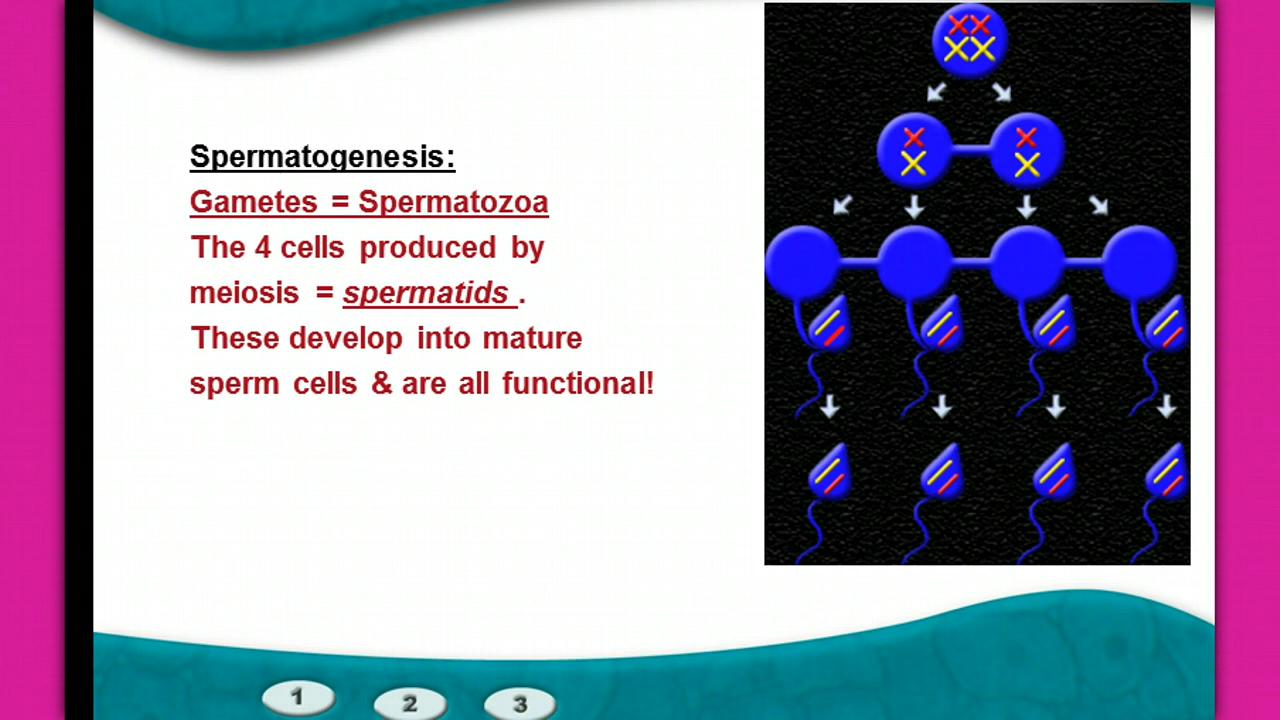 Spermatogenesis:
Gametes = Spermatozoa
The 4 cells produced by
meiosis = spermatids .
These develop into mature
sperm cells & are all functional!
1
2
3